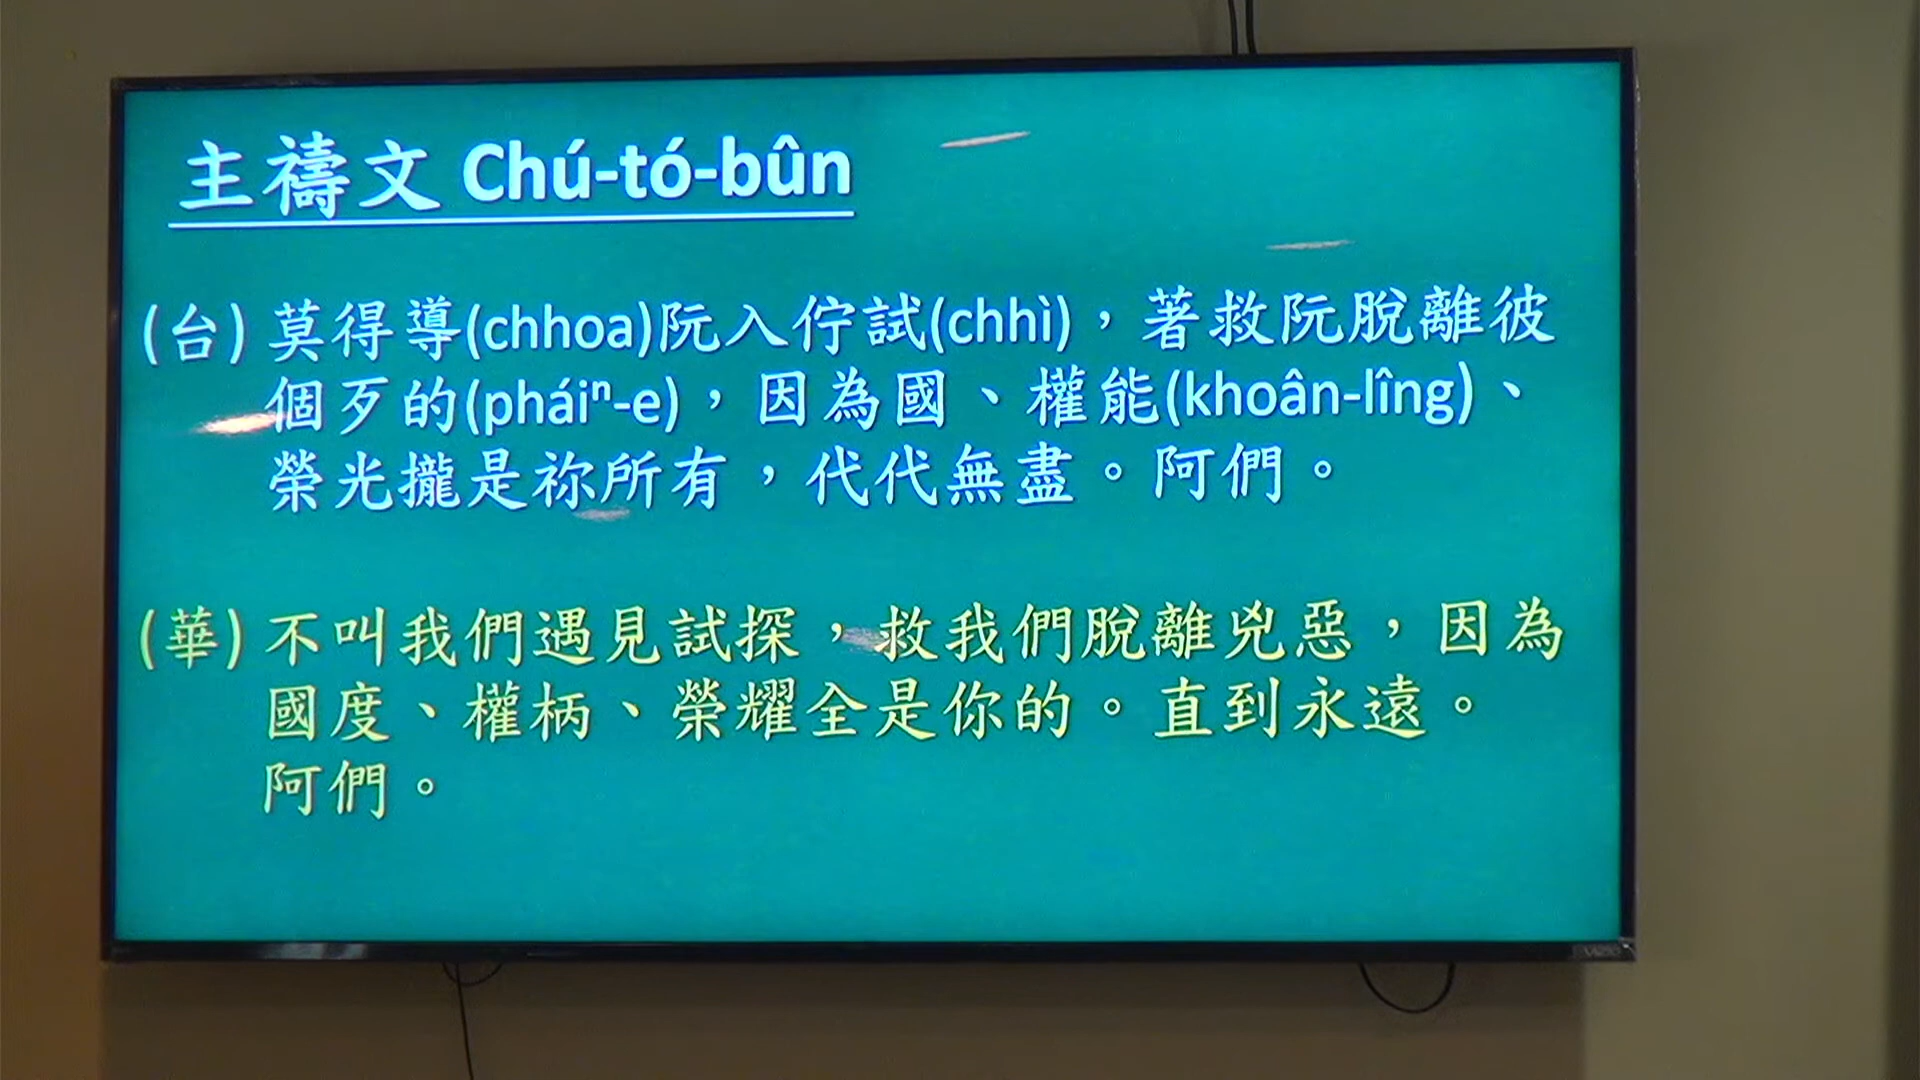 主禱文 Chú-tó-bûn
(台) 莫得導(chhoa)阮入佇試(chhì)，著救阮脫離彼
個歹的(pháiⁿ-e)，因為國、權能(khoân-lîng)、
榮光攏是祢所有，代代無盡。阿們。
(華) 不叫我們遇見試探，救我們脫離兇惡，因為
國度、權柄、榮耀全是你的。直到永遠。
阿們。